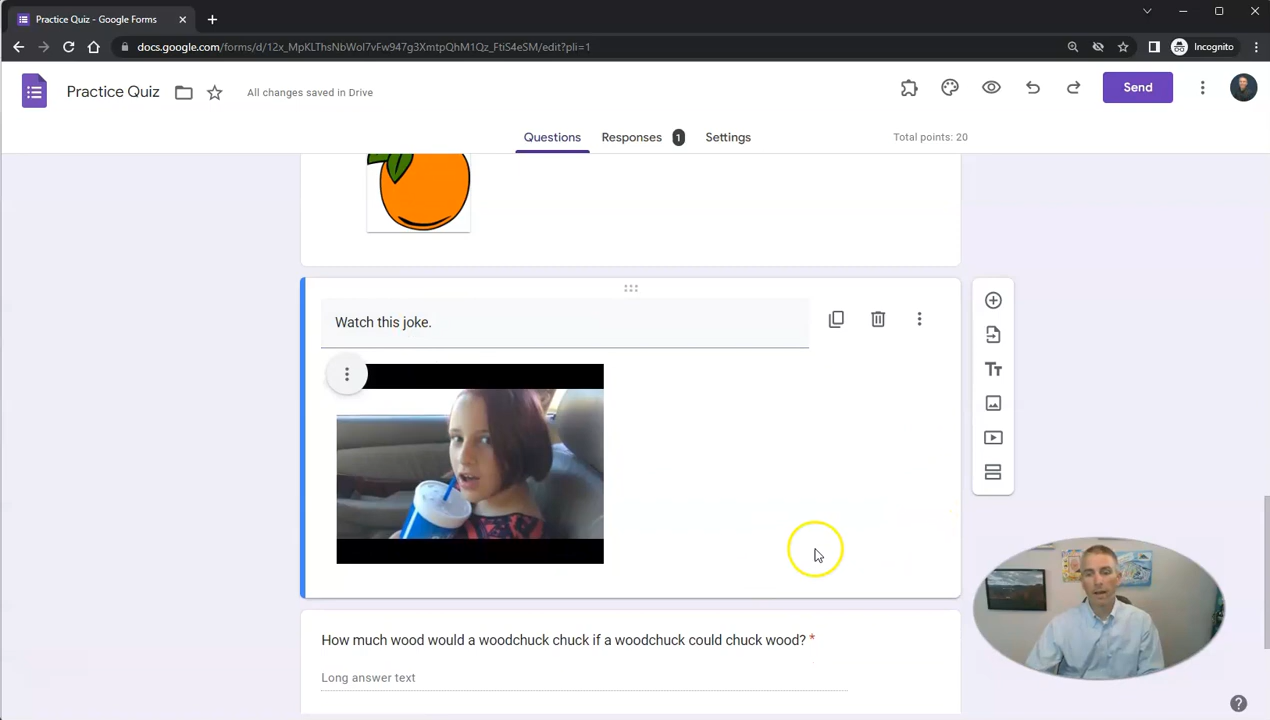 Practice Quiz - Google Forms
docs.google.com/forms/d/12x_MpKLThsNbWol7vFw947g3XmtpQhM1Qz_FtiS4eSM/edit?pli=1
Incognito
Practice Quiz
All changes saved in Drive
Send
Questions
Responses 1
Settings
Total points: 20
Watch this joke.
Tт
How much wood would a woodchuck chuck if a woodchuck could chuck wood? *
Long answer text